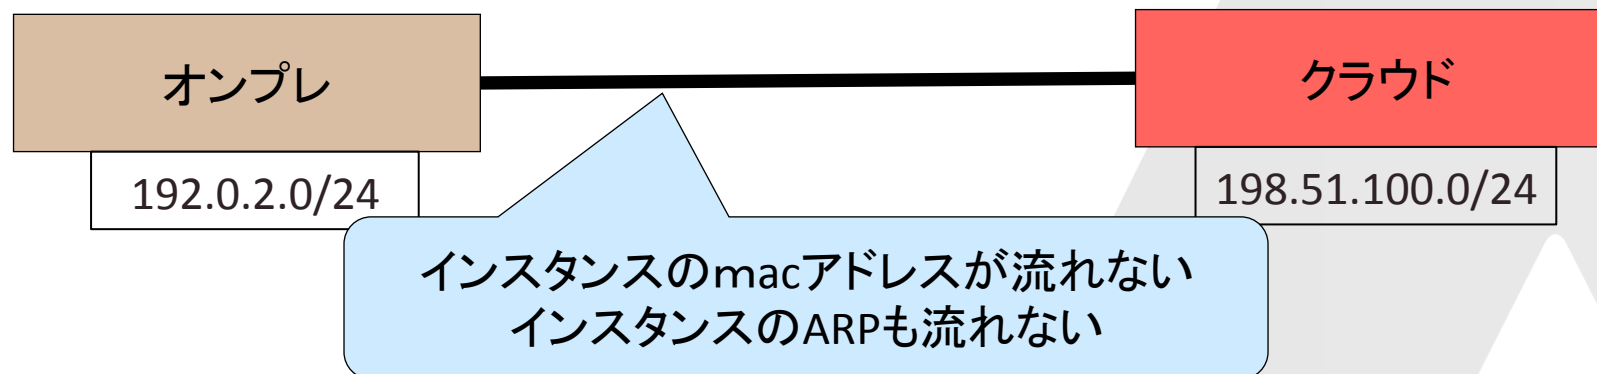 オンプレ
クラウド
192.0.2.0/24
198.51.100.0/24
インスタンスのmacアドレスが流れない
インスタンスのARPも流れない